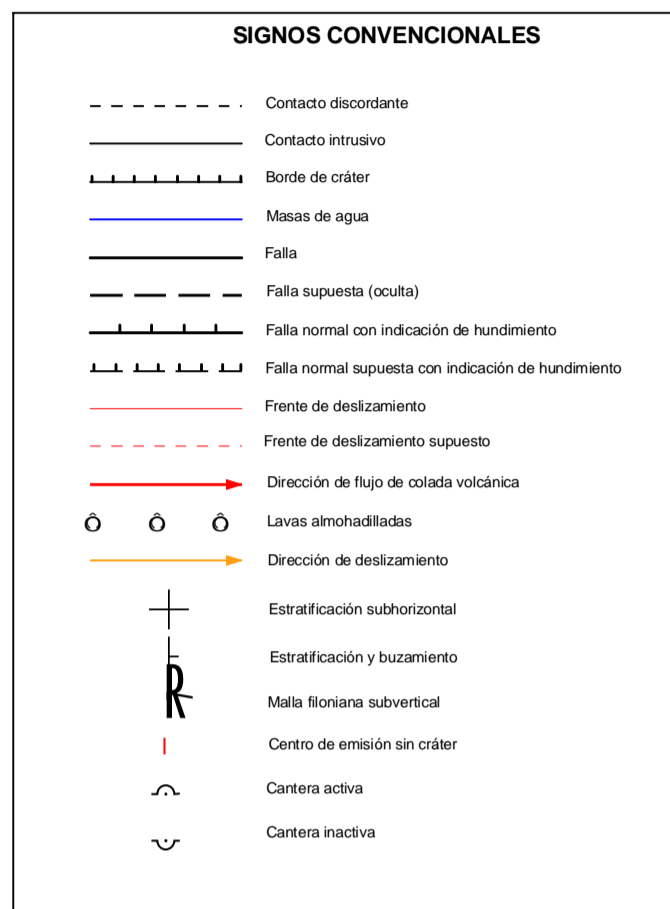 SIGNOS CONVENCIONALES
Contacto discordante
Contacto intrusivo
Borde de cráter
Masas de agua
Falla
Falla supuesta (oculta)
Falla normal con indicación de hundimiento
Falla normal supuesta con indicación de hundimiento
Frente de deslizamiento
Frente de deslizamiento supuesto
Dirección de flujo de colada volcánica
Ô Ô Ô Lavas almohadilladas
Dirección de deslizamiento
Estratificación subhorizontal
Estratificación y buzamiento
R Malla filoniana subvertical
Centro de emisión sin cráter
Cantera activa
Cantera inactiva